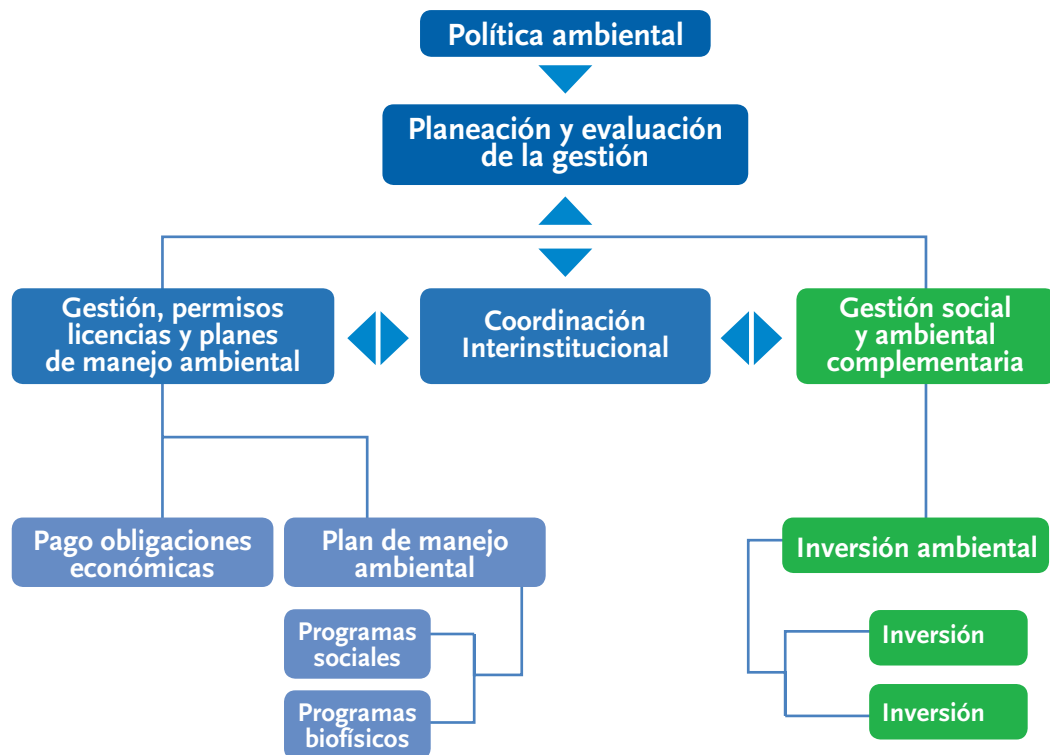 Política ambiental
Planeación y evaluación
de la gestión
Gestión, permisos
licencias y planes
de manejo ambiental
Coordinación
Interinstitucional
Gestión social
y ambiental
complementaria
Pago obligaciones
económicas
Plan de manejo
ambiental
Inversión ambiental
Programas
sociales
Programas
biofísicos
Inversión
Inversión